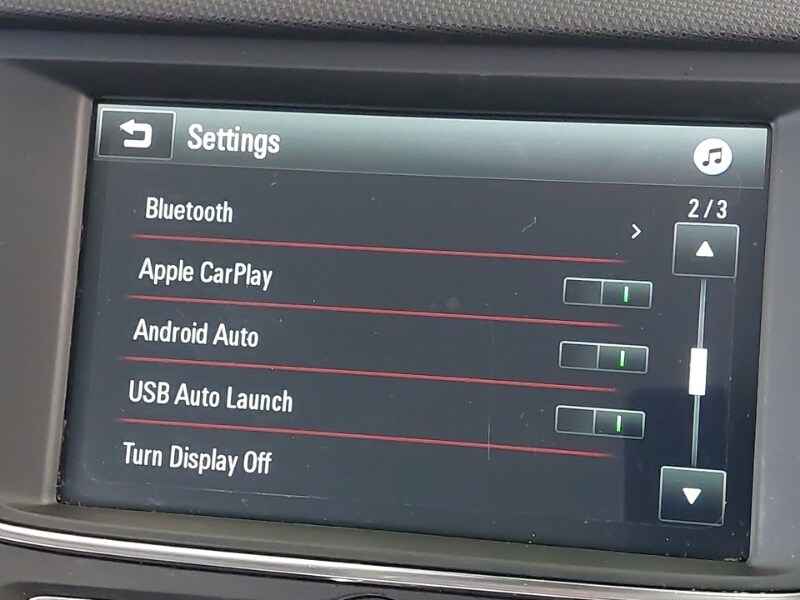 Settings
Bluetooth
2/3
Apple CarPlay
Android Auto
USB Auto Launch
Turn Display Off